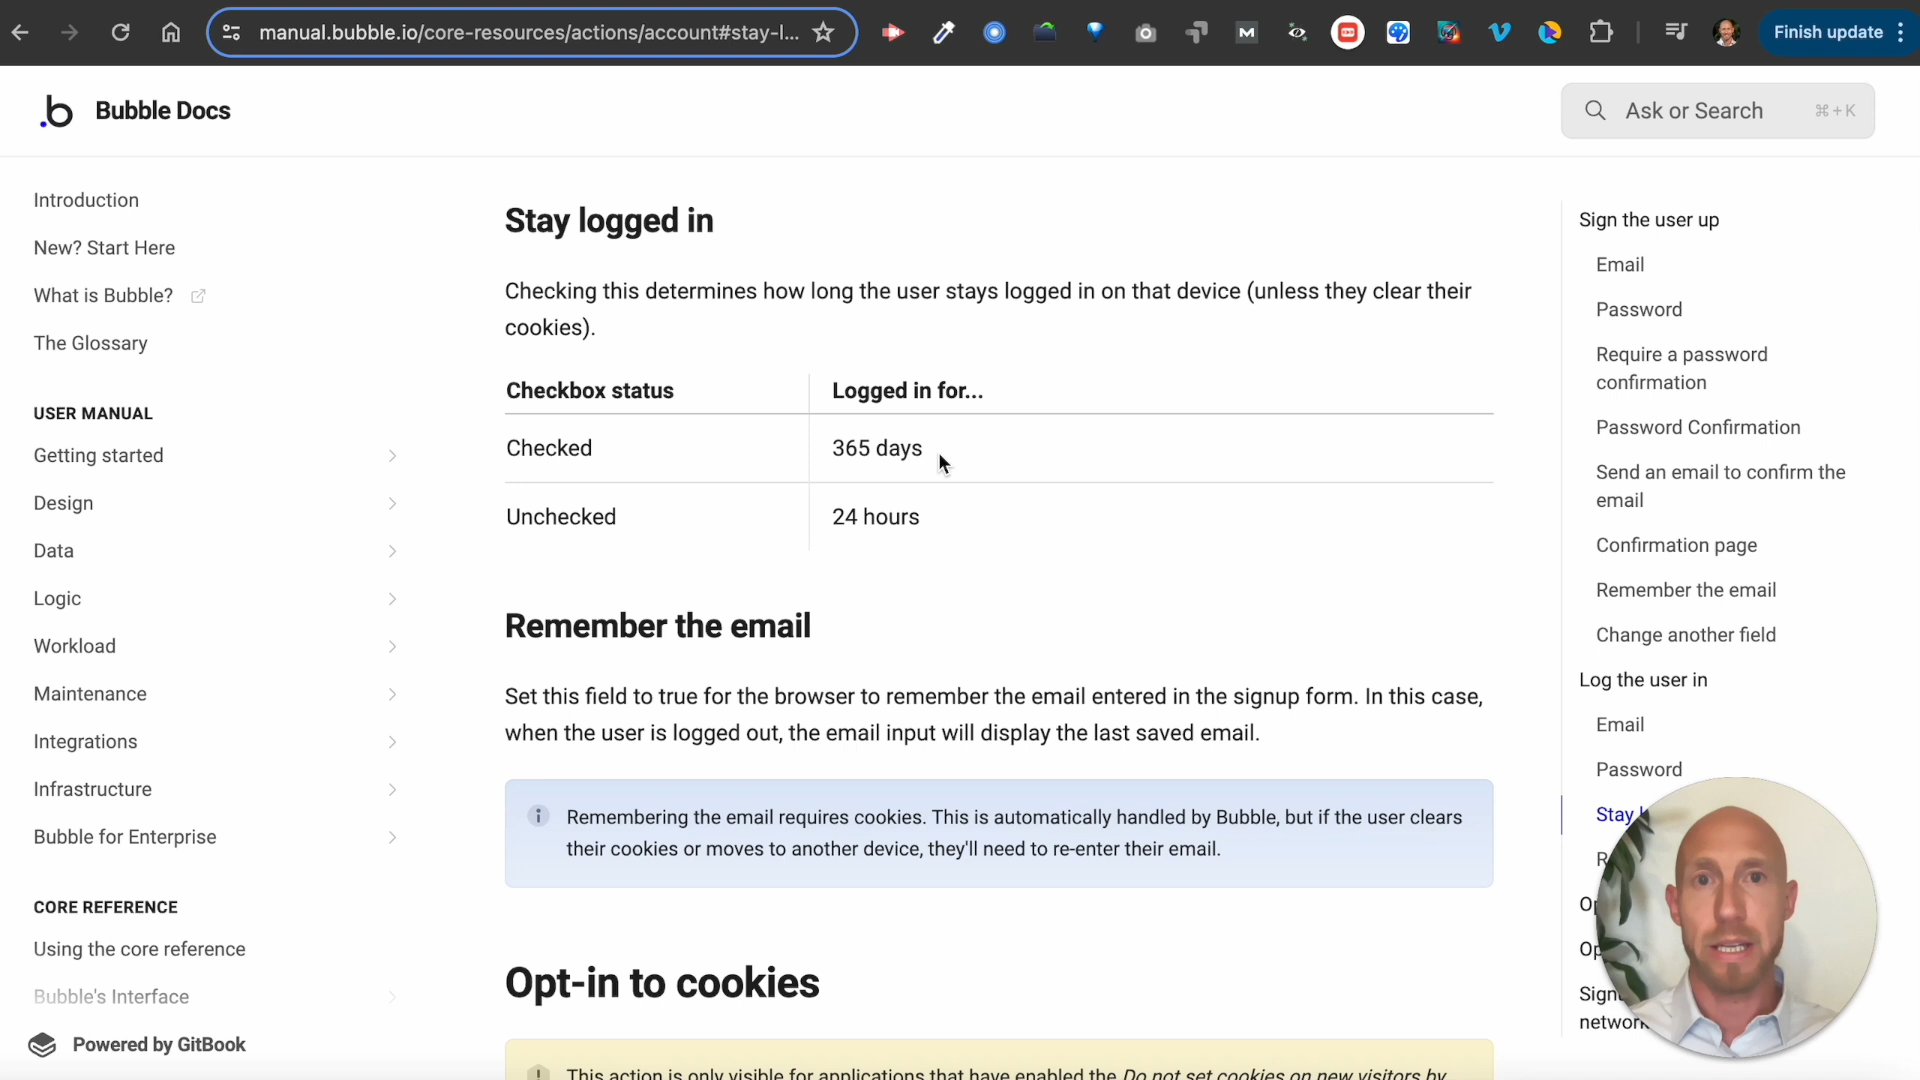 manual.bubble.io/core-resources/actions/account#stay-l...
Finish update
Bubble Docs
Ask or Search
⌘+K
Introduction
New? Start Here
What is Bubble?
The Glossary
USER MANUAL
Getting started
Design
Data
Logic
Workload
Maintenance
Integrations
Infrastructure
Bubble for Enterprise
CORE REFERENCE
Using the core reference
Bubble's Interface
Powered by GitBook
Stay logged in
Checking this determines how long the user stays logged in on that device (unless they clear their
cookies).
Checkbox status
Logged in for...
Checked
365 days
Unchecked
24 hours
Remember the email
Set this field to true for the browser to remember the email entered in the signup form. In this case,
when the user is logged out, the email input will display the last saved email.
Remembering the email requires cookies. This is automatically handled by Bubble, but if the user clears
their cookies or moves to another device, they'll need to re-enter their email.
Opt-in to cookies
This action is only visible for applications that have enabled the Do not set cookies on new visitors by
Sign the user up
Email
Password
Require a password
confirmation
Password Confirmation
Send an email to confirm the
email
Confirmation page
Remember the email
Change another field
Log the user in
Email
Password
Stay